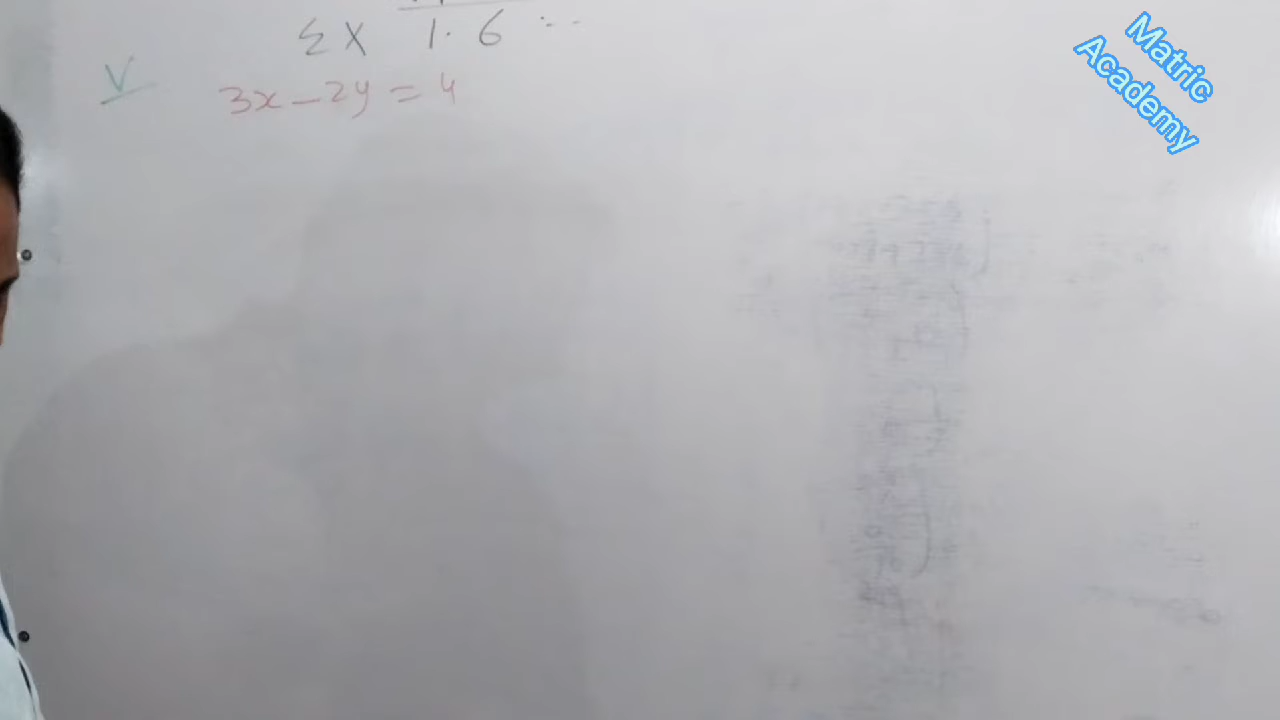 Ex 1.6 :-
V
3x - 2y = 4
Matric
Academy